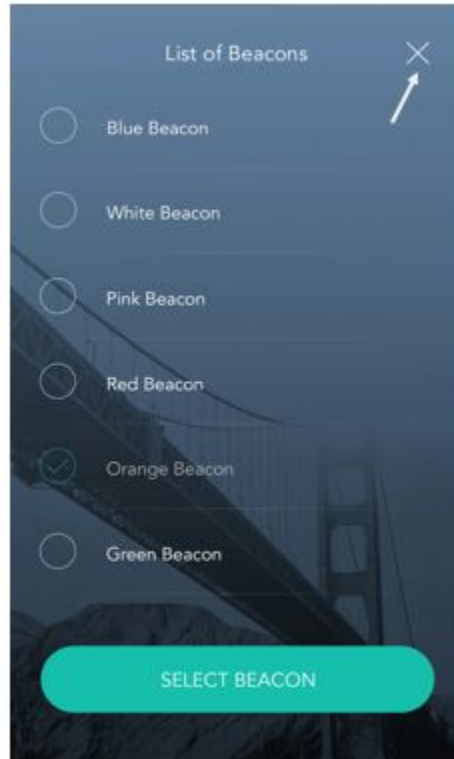 List of Beacons
Blue Beacon
White Beacon
Pink Beacon
Red Beacon
Orange Beacon
Green Beacon
SELECT BEACON